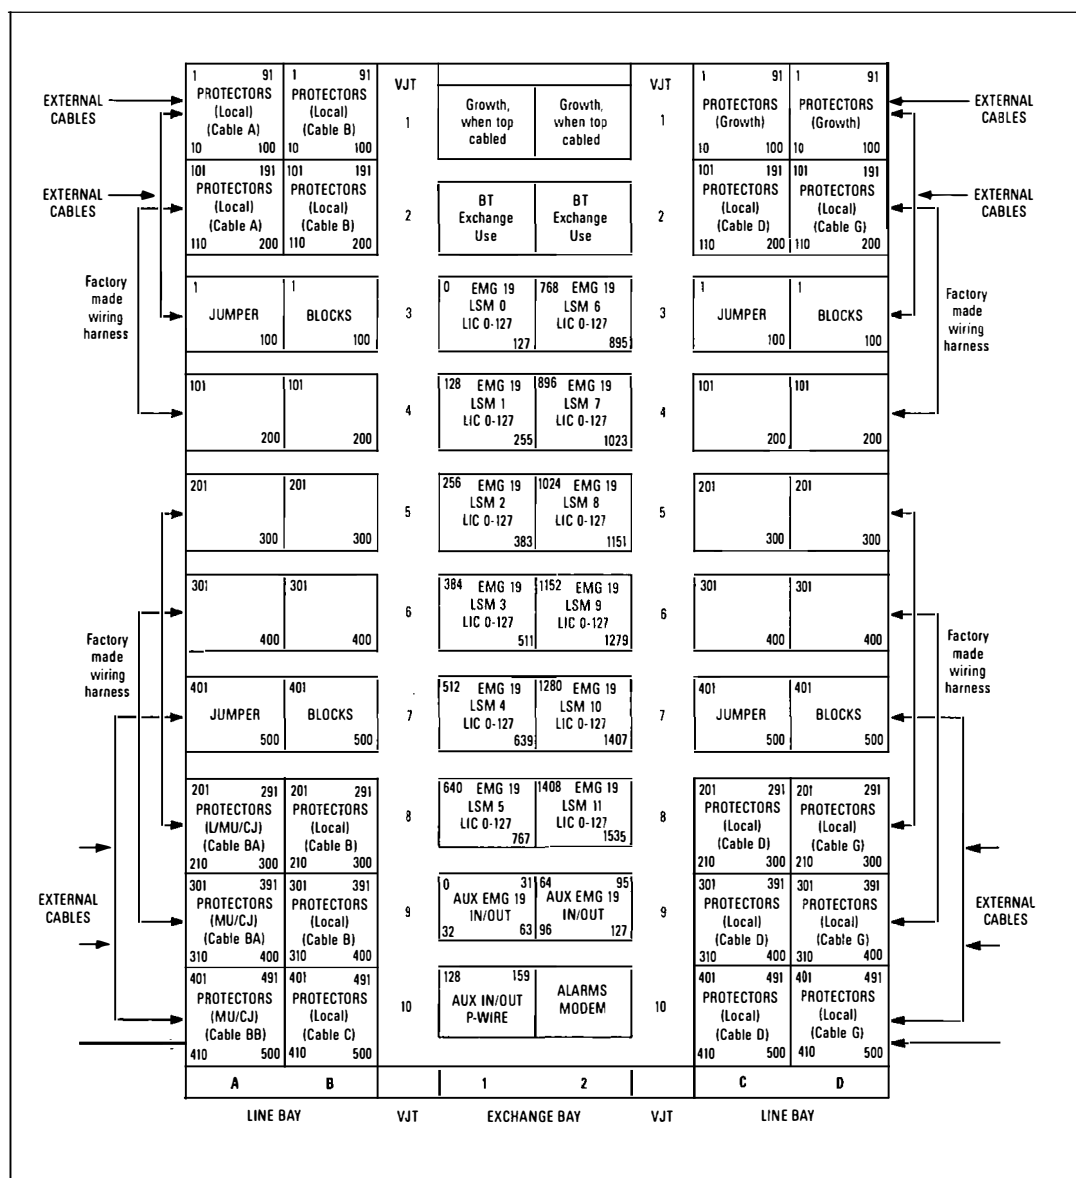 EXTERNAL
CABLES
1 91 1 91
PROTECTORS PROTECTORS
(Local) (Local)
(Cable A) (Cable B)
10 100 10 100
VJT
1
Growth, Growth,
when top when top
cabled cabled
VJT
1
1 91 1 91
PROTECTORS PROTECTORS
(Growth) (Growth)
10 100 10 100
EXTERNAL
CABLES
EXTERNAL
CABLES
101 191 101 191
PROTECTORS PROTECTORS
(Local) (Local)
(Cable A) (Cable B)
110 200 110 200
2
BT BT
Exchange Exchange
Use Use
2
101 191 101 191
PROTECTORS PROTECTORS
(Local) (Local)
(Cable D) (Cable G)
110 200 110 200
EXTERNAL
CABLES
Factory
made
wiring
harness
1 1
JUMPER BLOCKS
100 100
3
0 EMG 19 768 EMG 19
LSM 0 LSM 6
LIC 0-127 LIC 0-127
127 895
3
1 1
JUMPER BLOCKS
100 100
Factory
made
wiring
harness
101 101
200 200
4
128 EMG 19 896 EMG 19
LSM 1 LSM 7
LIC 0-127 LIC 0-127
255 1023
4
101 101
200 200
201 201
300 300
5
256 EMG 19 1024 EMG 19
LSM 2 LSM 8
LIC 0-127 LIC 0-127
383 1151
5
201 201
300 300
301 301
400 400
6
384 EMG 19 1152 EMG 19
LSM 3 LSM 9
LIC 0-127 LIC 0-127
511 1279
6
301 301
400 400
Factory
made
wiring
harness
401 401
JUMPER BLOCKS
500 500
7
512 EMG 19 1280 EMG 19
LSM 4 LSM 10
LIC 0-127 LIC 0-127
639 1407
7
401 401
JUMPER BLOCKS
500 500
Factory
made
wiring
harness
201 291 201 291
PROTECTORS PROTECTORS
(L/MU/CJ) (Local)
(Cable BA) (Cable B)
210 300 210 300
8
640 EMG 19 1408 EMG 19
LSM 5 LSM 11
LIC 0-127 LIC 0-127
767 1535
8
201 291 201 291
PROTECTORS PROTECTORS
(Local) (Local)
(Cable D) (Cable G)
210 300 210 300
EXTERNAL
CABLES
301 391 301 391
PROTECTORS PROTECTORS
(MU/CJ) (Local)
(Cable BA) (Cable B)
310 400 310 400
9
0 31 64 95
AUX EMG 19 AUX EMG 19
IN/OUT IN/OUT
32 63 96 127
9
301 391 301 391
PROTECTORS PROTECTORS
(Local) (Local)
(Cable D) (Cable G)
310 400 310 400
EXTERNAL
CABLES
401 491 401 491
PROTECTORS PROTECTORS
(MU/CJ) (Local)
(Cable BB) (Cable C)
410 500 410 500
10
128 159
AUX IN/OUT ALARMS
P-WIRE MODEM
10
401 491 401 491
PROTECTORS PROTECTORS
(Local) (Local)
(Cable D) (Cable G)
410 500 410 500
A B 1 2 C D
LINE BAY VJT EXCHANGE BAY VJT LINE BAY